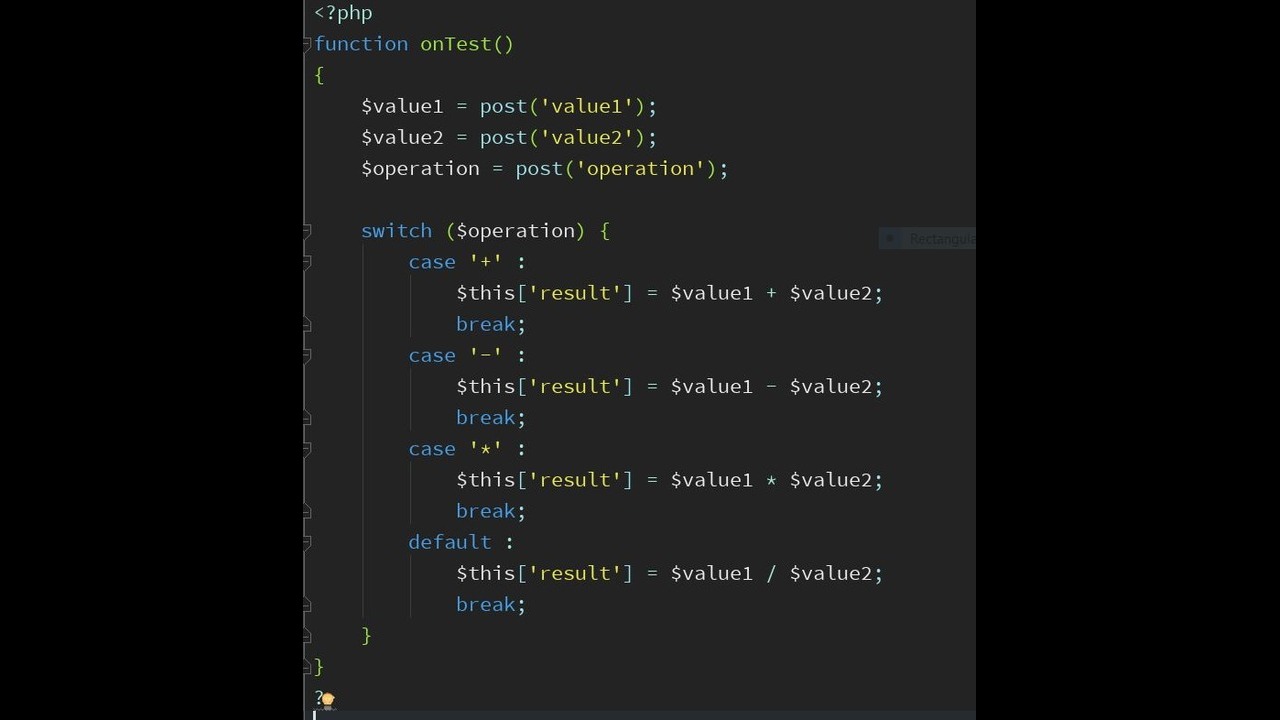 <?php
function onTest()
{
    $value1 = post('value1');
    $value2 = post('value2');
    $operation = post('operation');

    switch ($operation) {
        case '+' :
            $this['result'] = $value1 + $value2;
            break;
        case '-' :
            $this['result'] = $value1 - $value2;
            break;
        case '*' :
            $this['result'] = $value1 * $value2;
            break;
        default :
            $this['result'] = $value1 / $value2;
            break;
    }
}
?